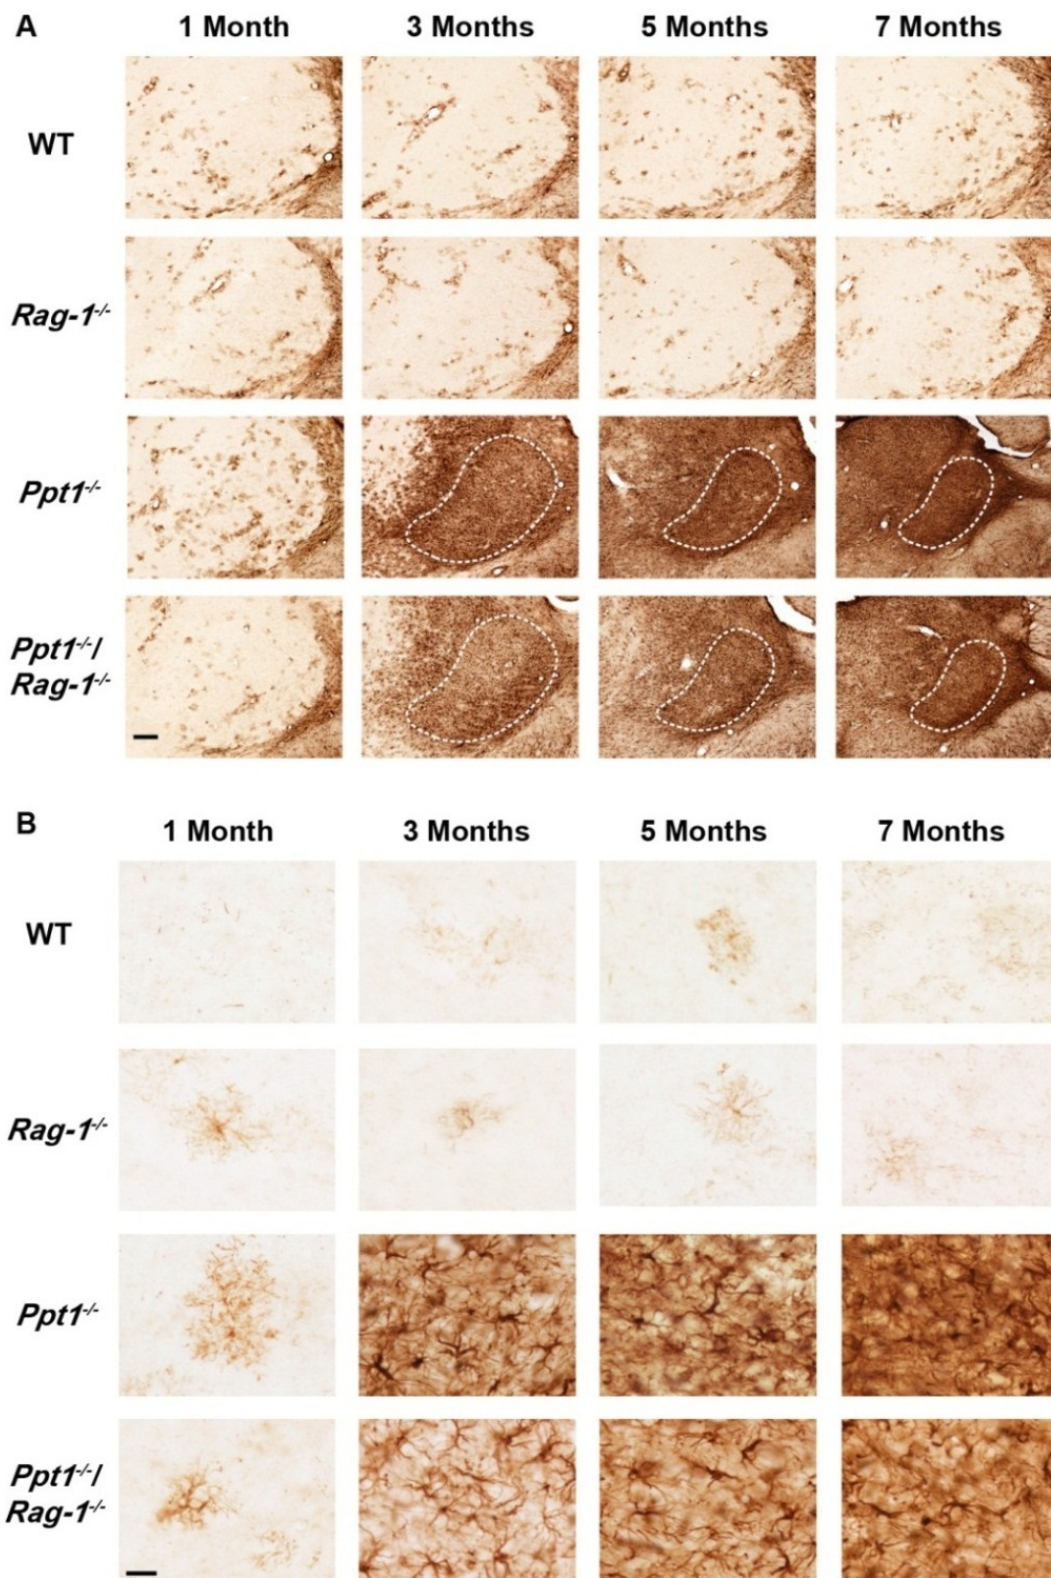 A
1 Month 3 Months 5 Months 7 Months
WT
Rag-1-/-
Ppt1-/-
Ppt1-/-/
Rag-1-/-
B
1 Month 3 Months 5 Months 7 Months
WT
Rag-1-/-
Ppt1-/-
Ppt1-/-/
Rag-1-/-